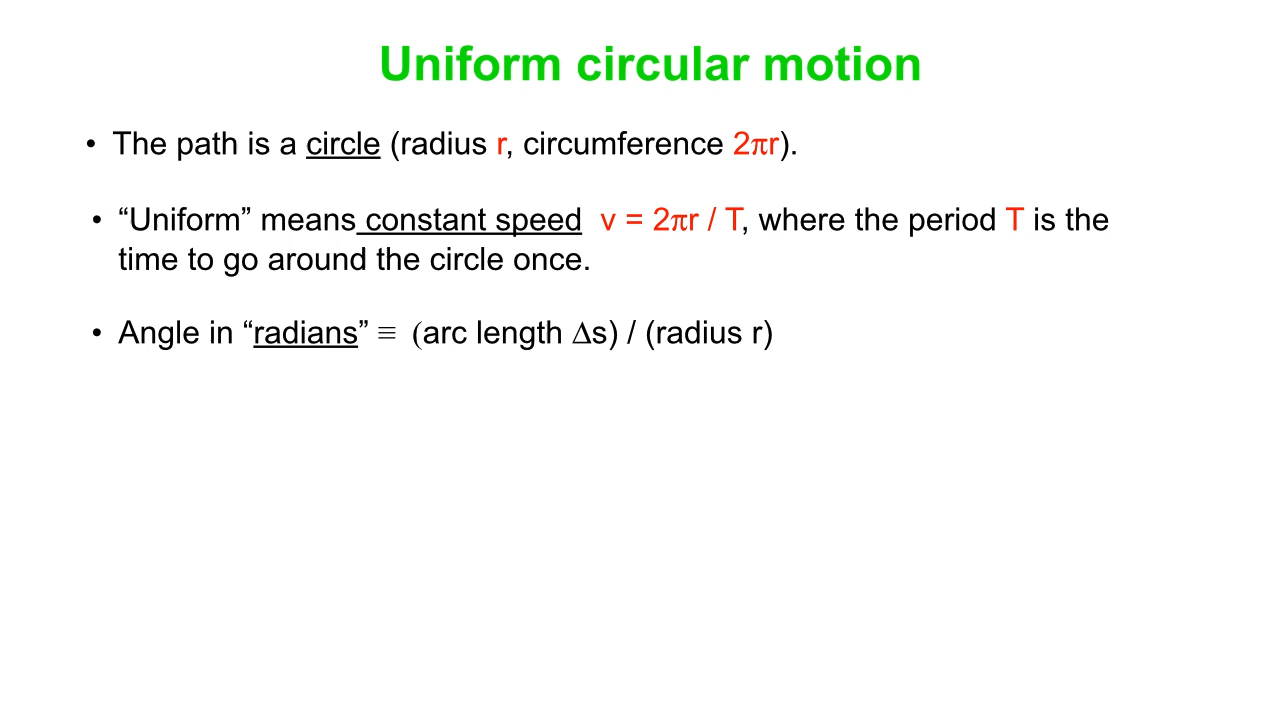 Uniform circular motion
• The path is a circle (radius r, circumference 2πr).
• “Uniform” means constant speed v = 2πr / T, where the period T is the
time to go around the circle once.
• Angle in “radians” ≡ (arc length Δs) / (radius r)